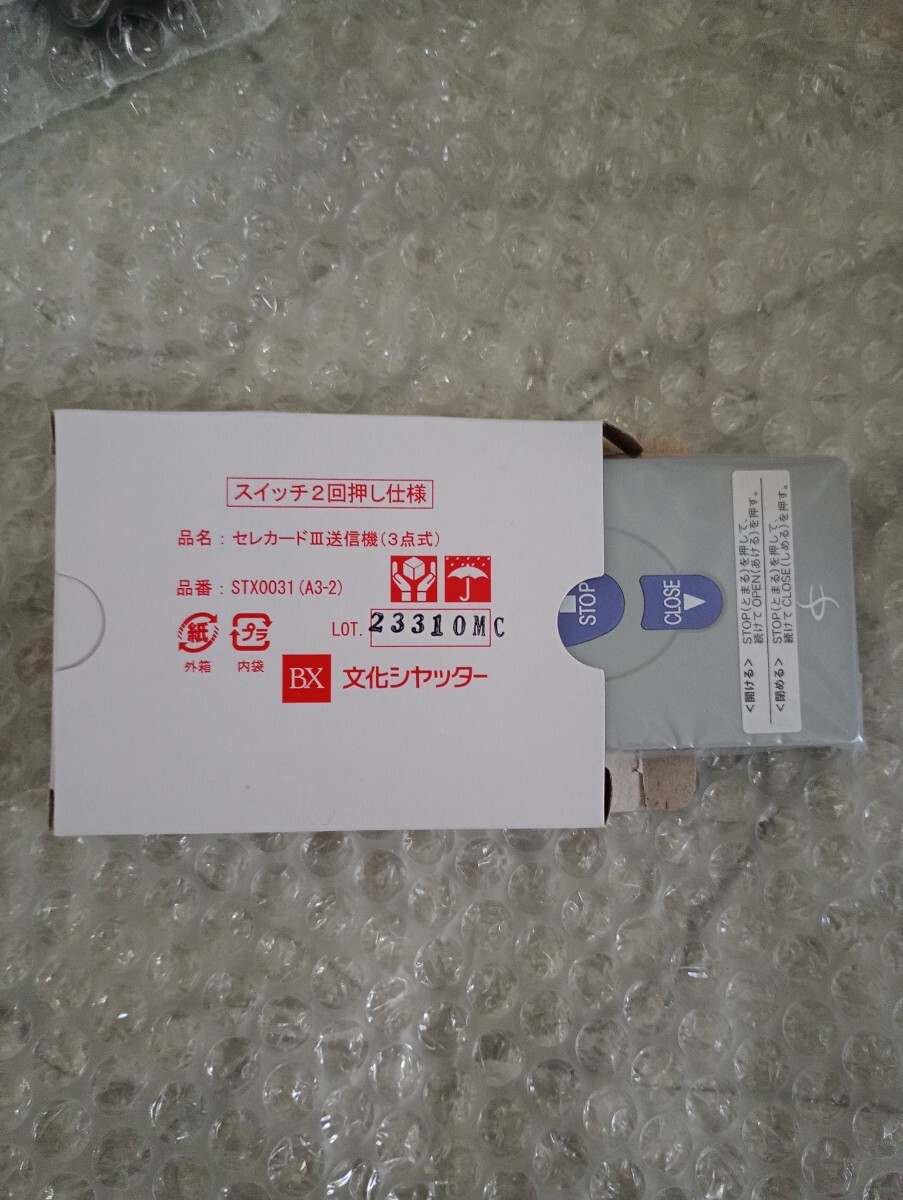 スイッチ2回押し仕様
品名：セレカードⅢ送信機(3点式)
品番：STX0031(A3-2)
LOT. 23310MC
紙
外箱
プラ
内袋
BX 文化シヤッター
STOP
CLOSE
<開ける> STOP(とまる)を押して、
続けてOPEN(あける)を押す。
<閉める> STOP(とまる)を押して、
続けてCLOSE(しめる)を押す。